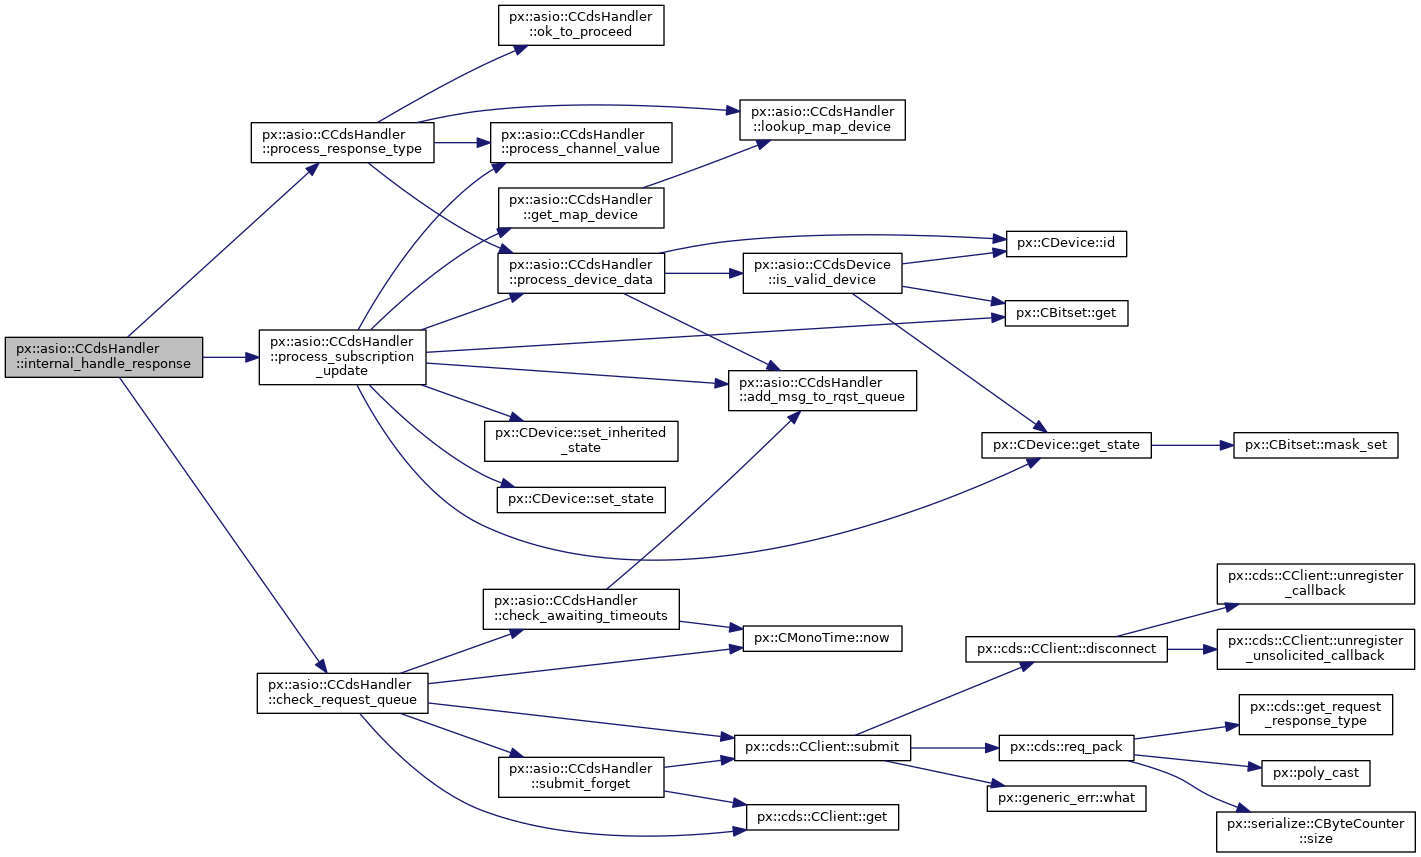 px::asio::CCdsHandler
::internal_handle_response
px::asio::CCdsHandler
::process_response_type
px::asio::CCdsHandler
::process_subscription
_update
px::asio::CCdsHandler
::check_request_queue
px::asio::CCdsHandler
::ok_to_proceed
px::asio::CCdsHandler
::process_channel_value
px::asio::CCdsHandler
::get_map_device
px::asio::CCdsHandler
::process_device_data
px::CDevice::set_inherited
_state
px::CDevice::set_state
px::asio::CCdsHandler
::check_awaiting_timeouts
px::asio::CCdsHandler
::submit_forget
px::asio::CCdsHandler
::lookup_map_device
px::asio::CCdsDevice
::is_valid_device
px::asio::CCdsHandler
::add_msg_to_rqst_queue
px::CMonoTime::now
px::cds::CClient::submit
px::cds::CClient::get
px::CDevice::id
px::CBitset::get
px::CDevice::get_state
px::cds::CClient::disconnect
px::cds::req_pack
px::generic_err::what
px::CBitset::mask_set
px::cds::CClient::unregister
_callback
px::cds::CClient::unregister
_unsolicited_callback
px::cds::get_request
_response_type
px::poly_cast
px::serialize::CByteCounter
::size